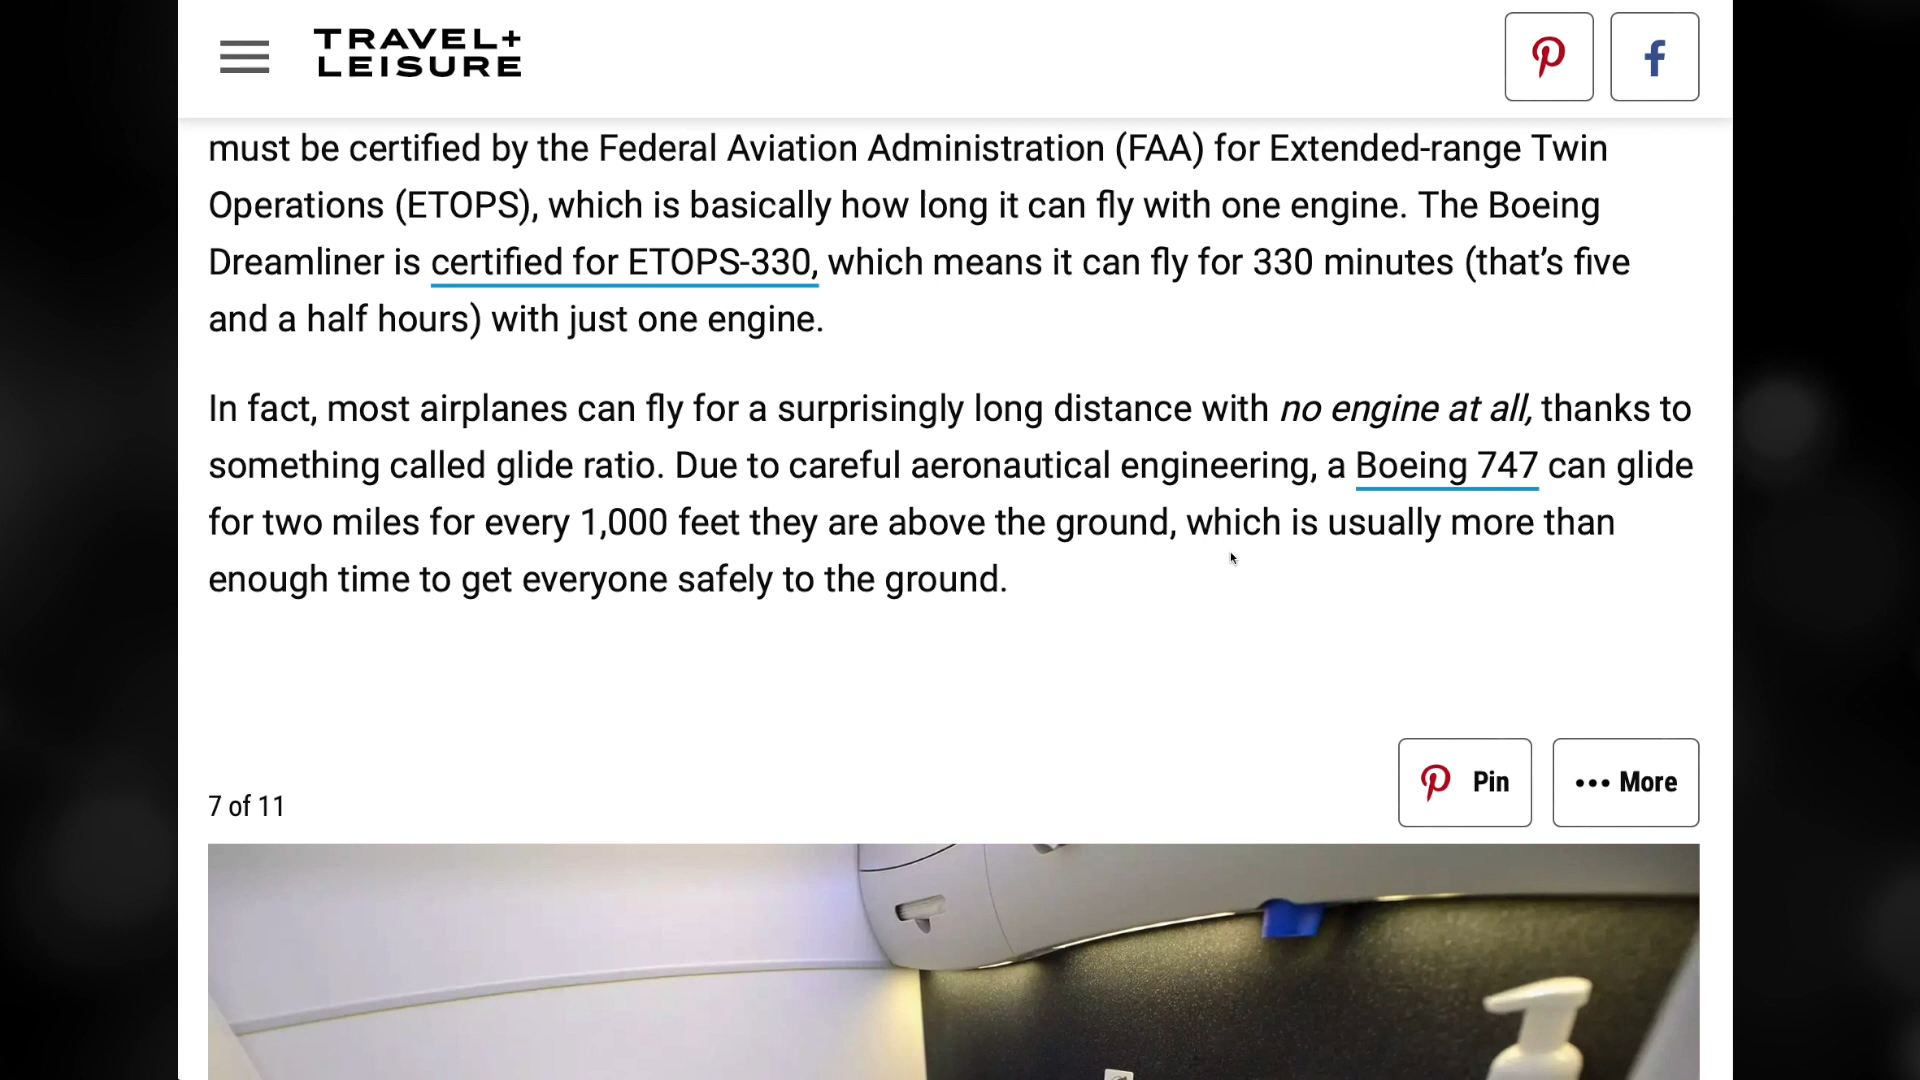 TRAVEL+
LEISURE
must be certified by the Federal Aviation Administration (FAA) for Extended-range Twin
Operations (ETOPS), which is basically how long it can fly with one engine. The Boeing
Dreamliner is certified for ETOPS-330, which means it can fly for 330 minutes (that’s five
and a half hours) with just one engine.
In fact, most airplanes can fly for a surprisingly long distance with no engine at all, thanks to
something called glide ratio. Due to careful aeronautical engineering, a Boeing 747 can glide
for two miles for every 1,000 feet they are above the ground, which is usually more than
enough time to get everyone safely to the ground.
7 of 11
Pin
••• More